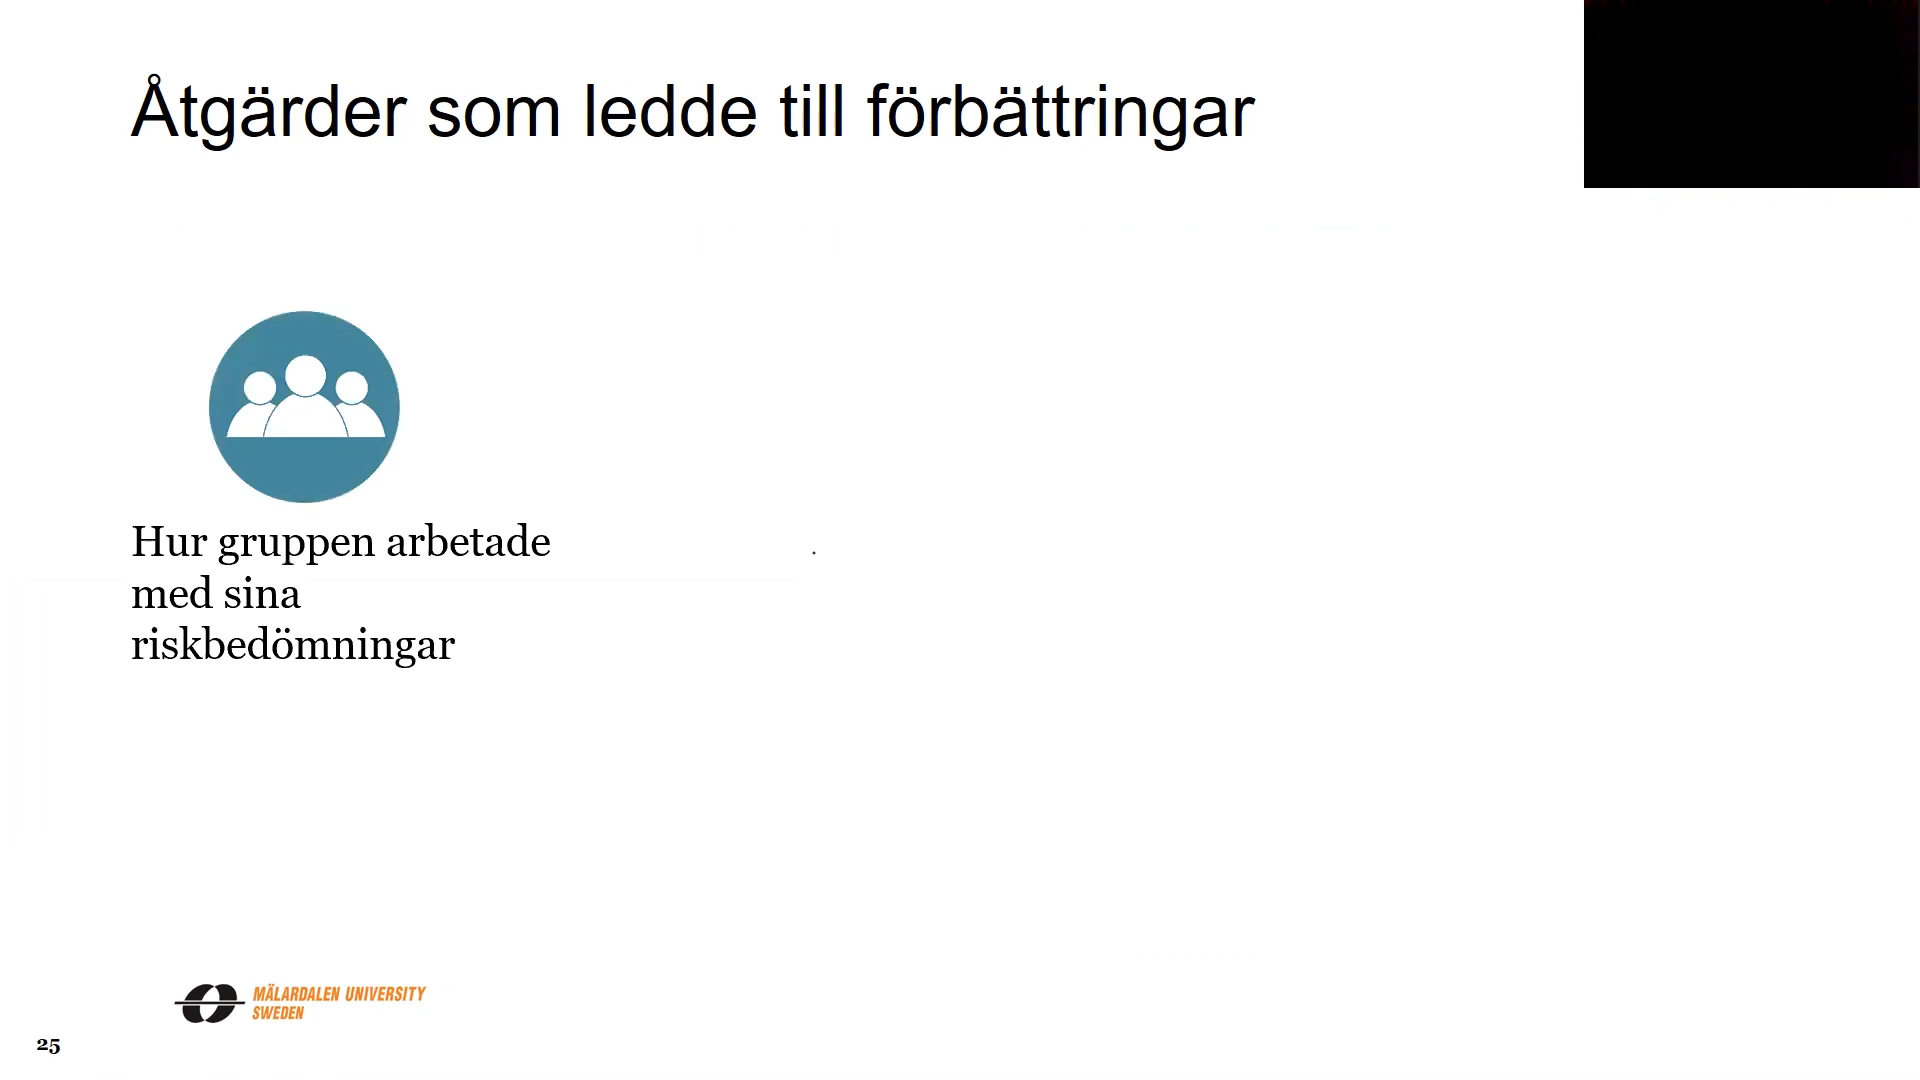 Åtgärder som ledde till förbättringar
Hur gruppen arbetade
med sina
riskbedömningar
MÄLARDALEN UNIVERSITY
SWEDEN
25